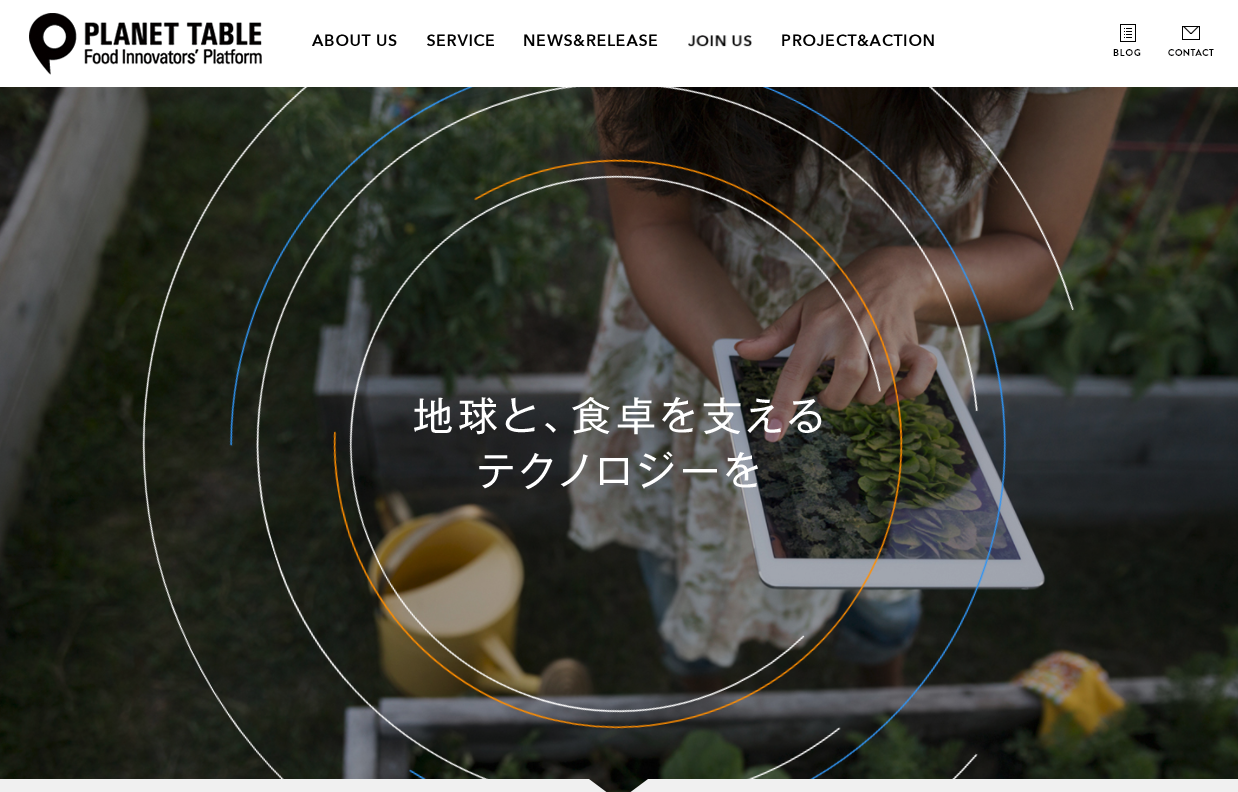 PLANET TABLE
Food Innovators' Platform
ABOUT US
SERVICE
NEWS&RELEASE
JOIN US
PROJECT&ACTION
BLOG
CONTACT
地球と、食卓を支える
テクノロジーを